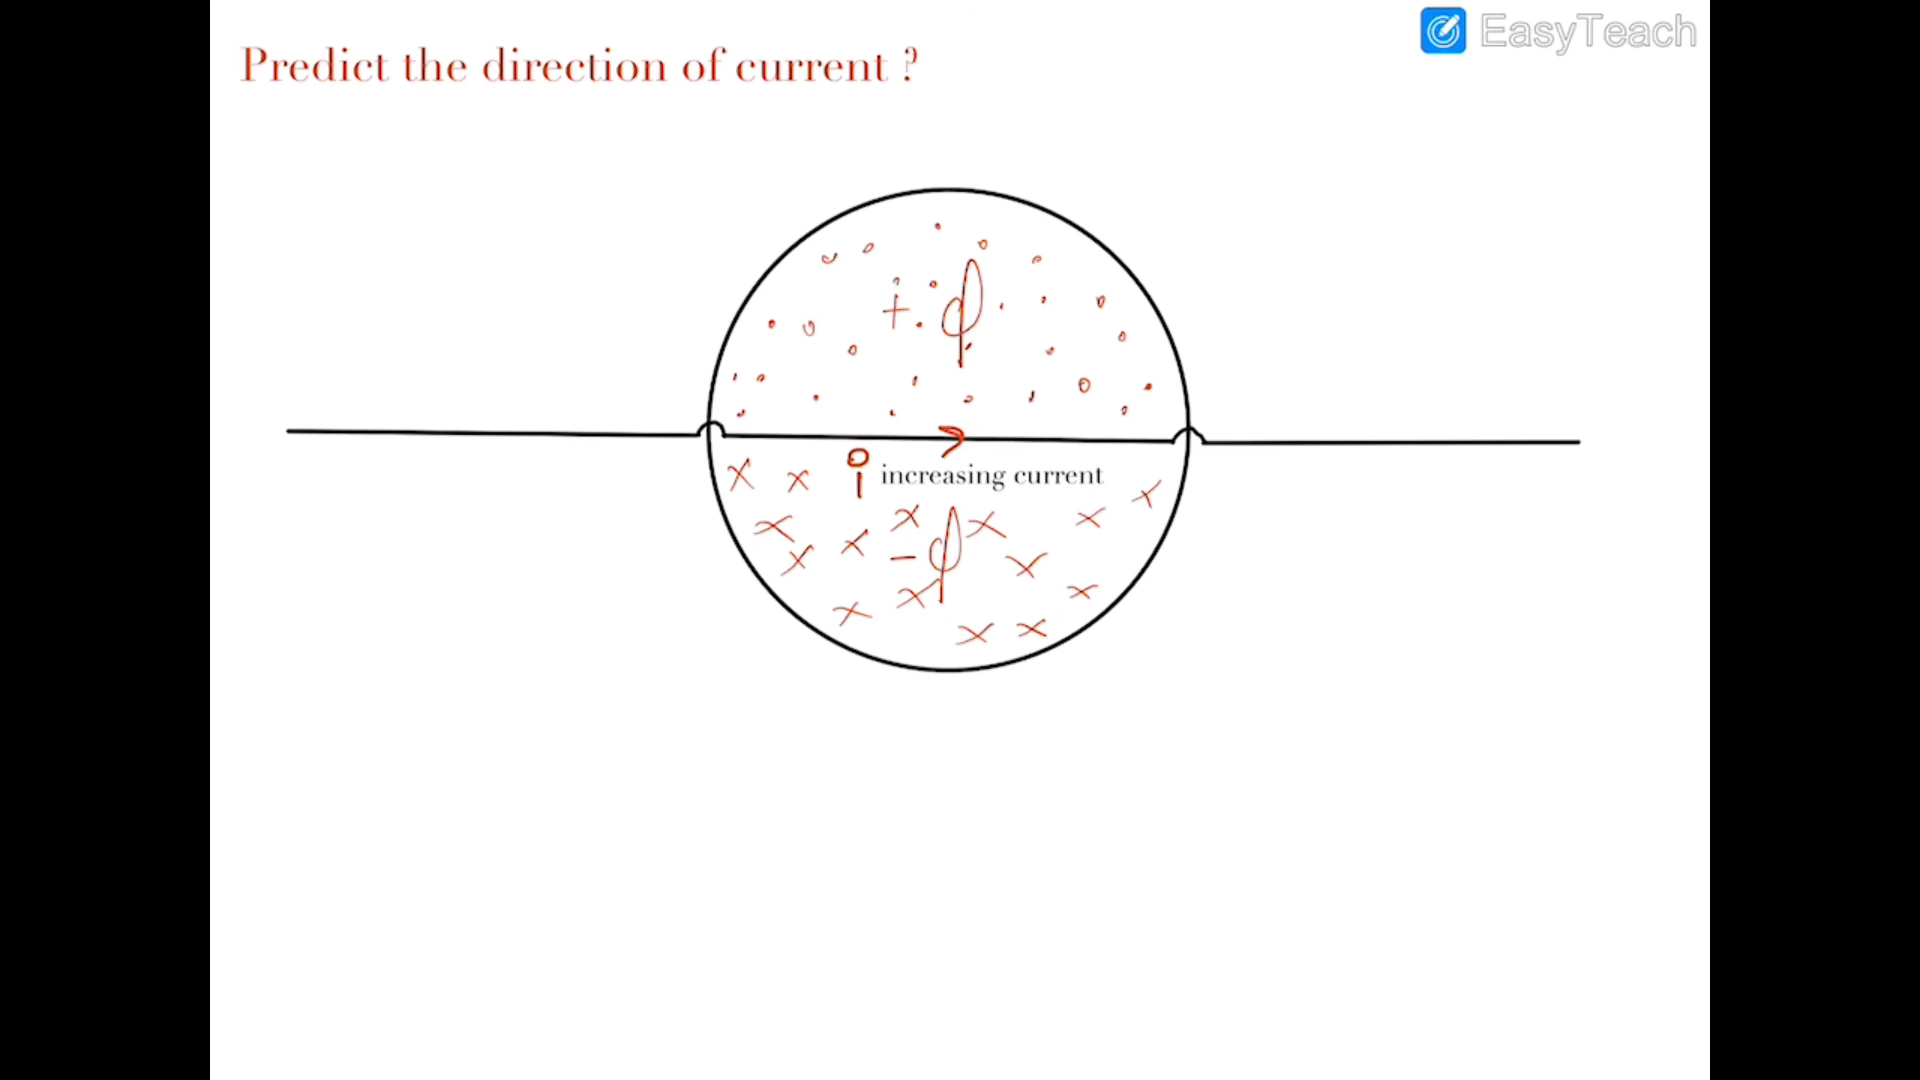 EasyTeach
Predict the direction of current ?
+ ϕ
i increasing current
- ϕ